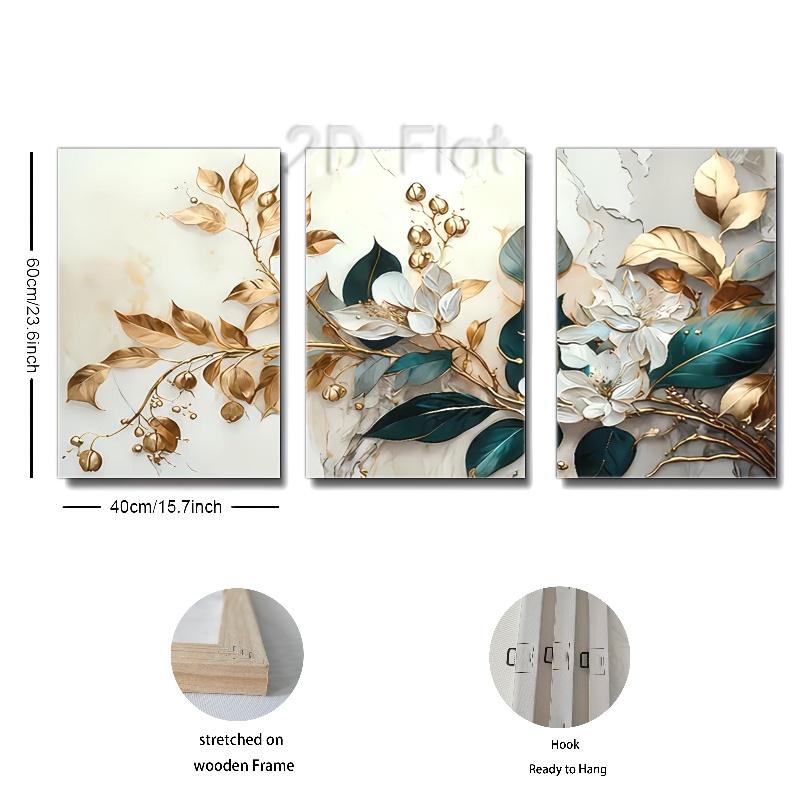 2D Flat
60cm/23.6inch
40cm/15.7inch
stretched on
wooden Frame
Hook
Ready to Hang